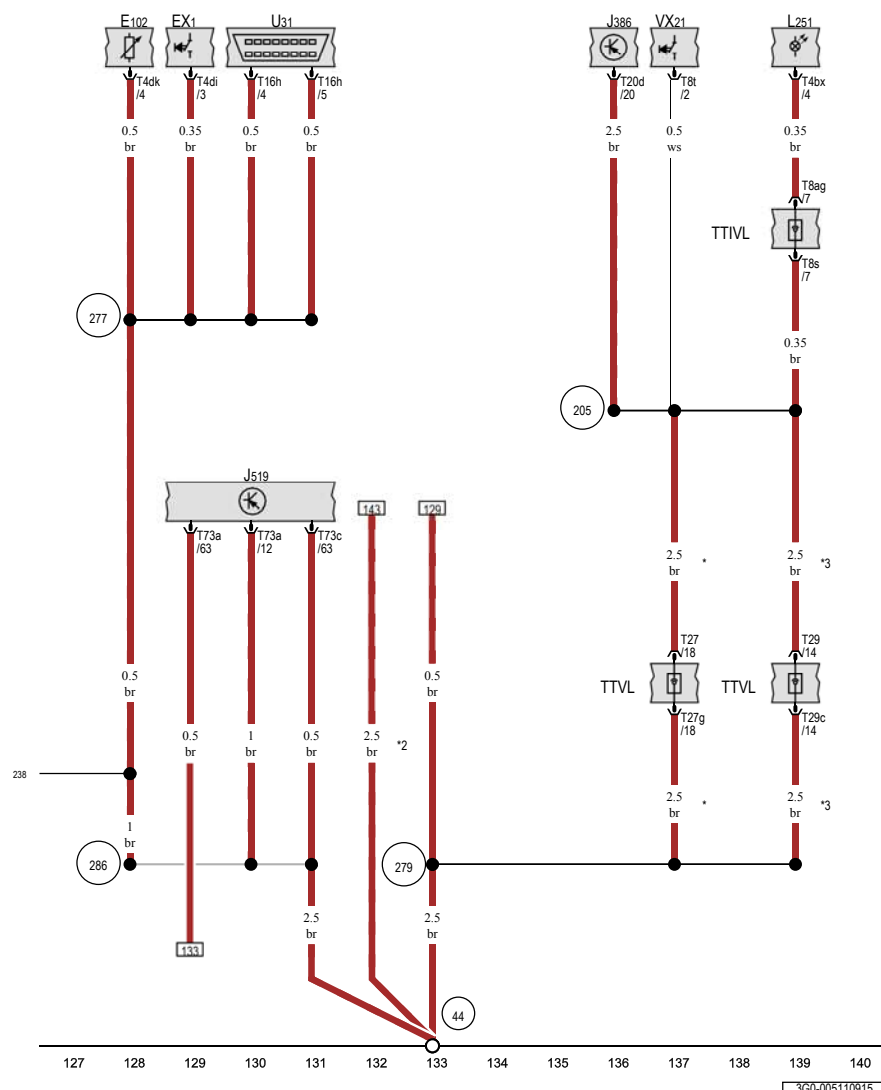 E102 EX1 U31 J386 VX21 L251
T4dk /4
T4di /3
T16h /4
T16h /5
T20d /20
T8t /2
T4bx /4
0.5 br
0.35 br
0.5 br
0.5 br
2.5 br
0.5 ws
0.35 br
T8ag /7
TTIVL
T8s /7
277
0.35 br
205
J519
143
129
T73a /63
T73a /12
T73c /63
2.5 br
*
2.5 br
*3
T27 /18
T29 /14
TTVL
TTVL
0.5 br
0.5 br
T27g /18
T29c /14
0.5 br
1 br
0.5 br
2.5 br
*2
238
2.5 br
*
2.5 br
*3
1 br
286
279
2.5 br
2.5 br
133
44
127 128 129 130 131 132 133 134 135 136 137 138 139 140
3G0-005110915